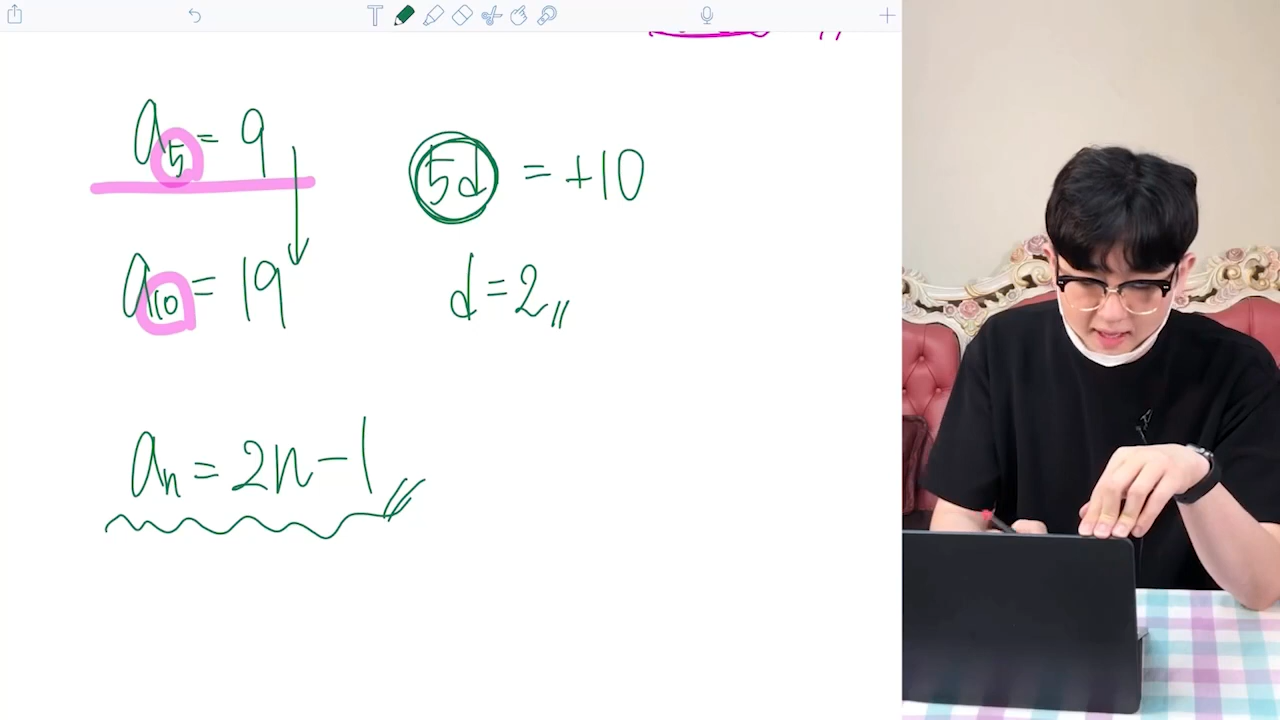 a₅ = 9
5d = +10
a₁₀ = 19
d = 2
aₙ = 2n - 1